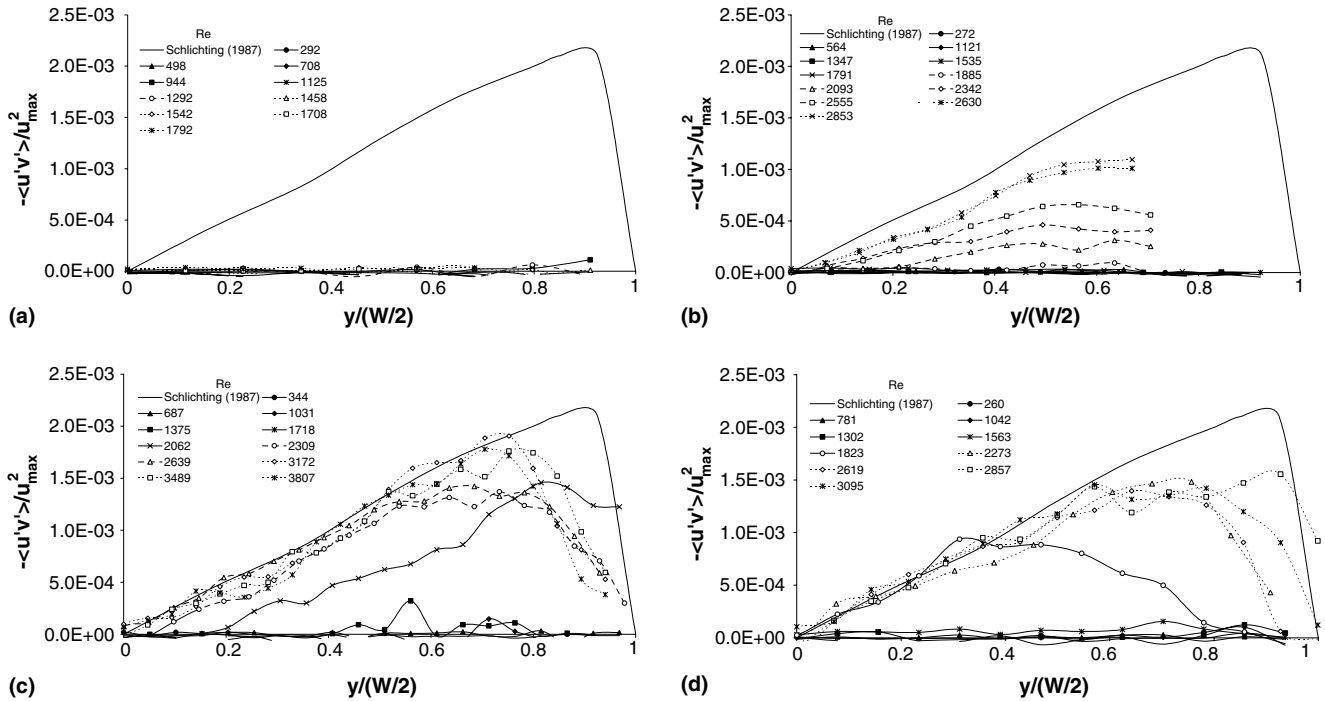 2.5E-03
2.0E-03
1.5E-03
1.0E-03
5.0E-04
0.0E+00
-<u'v'>/u²max
Re
Schlichting (1987) 292
498 708
944 1125
1292 1458
1542 1708
1792
0 0.2 0.4 0.6 0.8 1
(a) y/(W/2)
2.5E-03
2.0E-03
1.5E-03
1.0E-03
5.0E-04
0.0E+00
-<u'v'>/u²max
Re
Schlichting (1987) 272
564 1121
1347 1535
1791 1885
2093 2342
2555 2630
2853
0 0.2 0.4 0.6 0.8 1
(b) y/(W/2)
2.5E-03
2.0E-03
1.5E-03
1.0E-03
5.0E-04
0.0E+00
-<u'v'>/u²max
Re
Schlichting (1987) 344
687 1031
1375 1718
2062 2309
2639 3172
3489 3807
0 0.2 0.4 0.6 0.8 1
(c) y/(W/2)
2.5E-03
2.0E-03
1.5E-03
1.0E-03
5.0E-04
0.0E+00
-<u'v'>/u²max
Re
Schlichting (1987) 260
781 1042
1302 1563
1823 2273
2619 2857
3095
0 0.2 0.4 0.6 0.8 1
(d) y/(W/2)